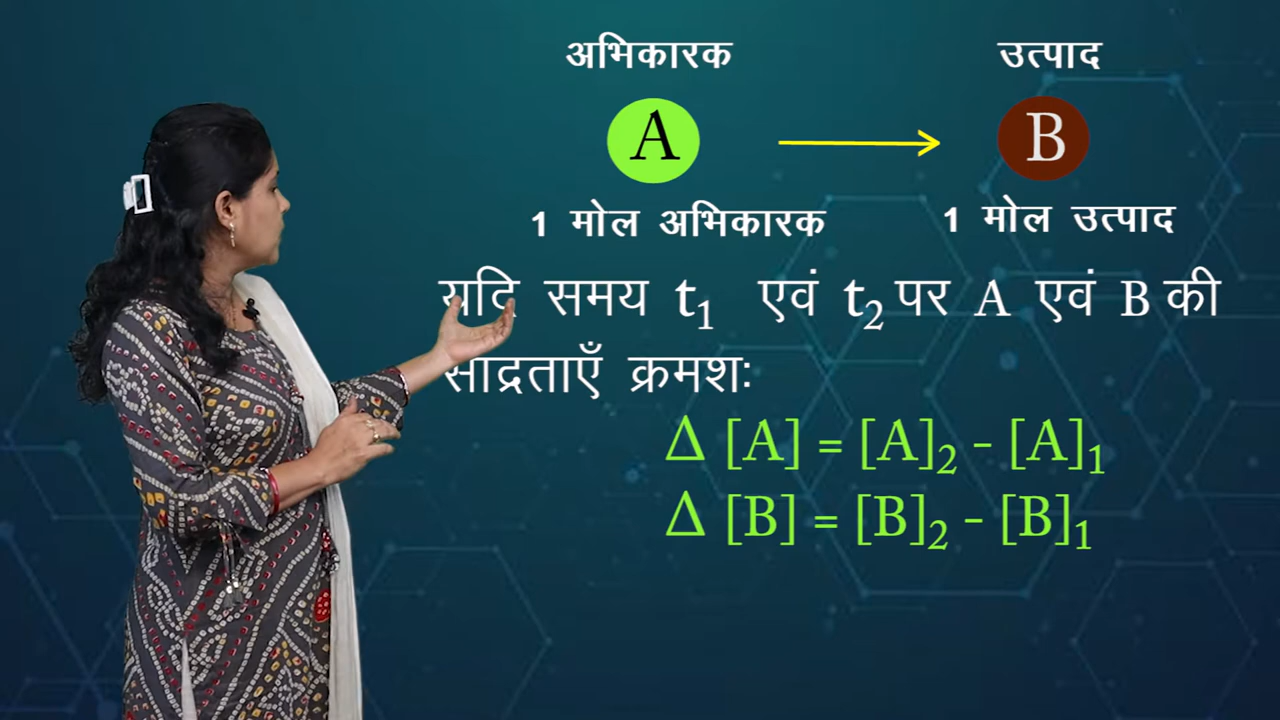 अभिकारक उत्पाद
A → B
1 मोल अभिकारक 1 मोल उत्पाद
यदि समय t₁ एवं t₂ पर A एवं B की
साद्रताएँ क्रमशः
Δ [A] = [A]₂ - [A]₁
Δ [B] = [B]₂ - [B]₁